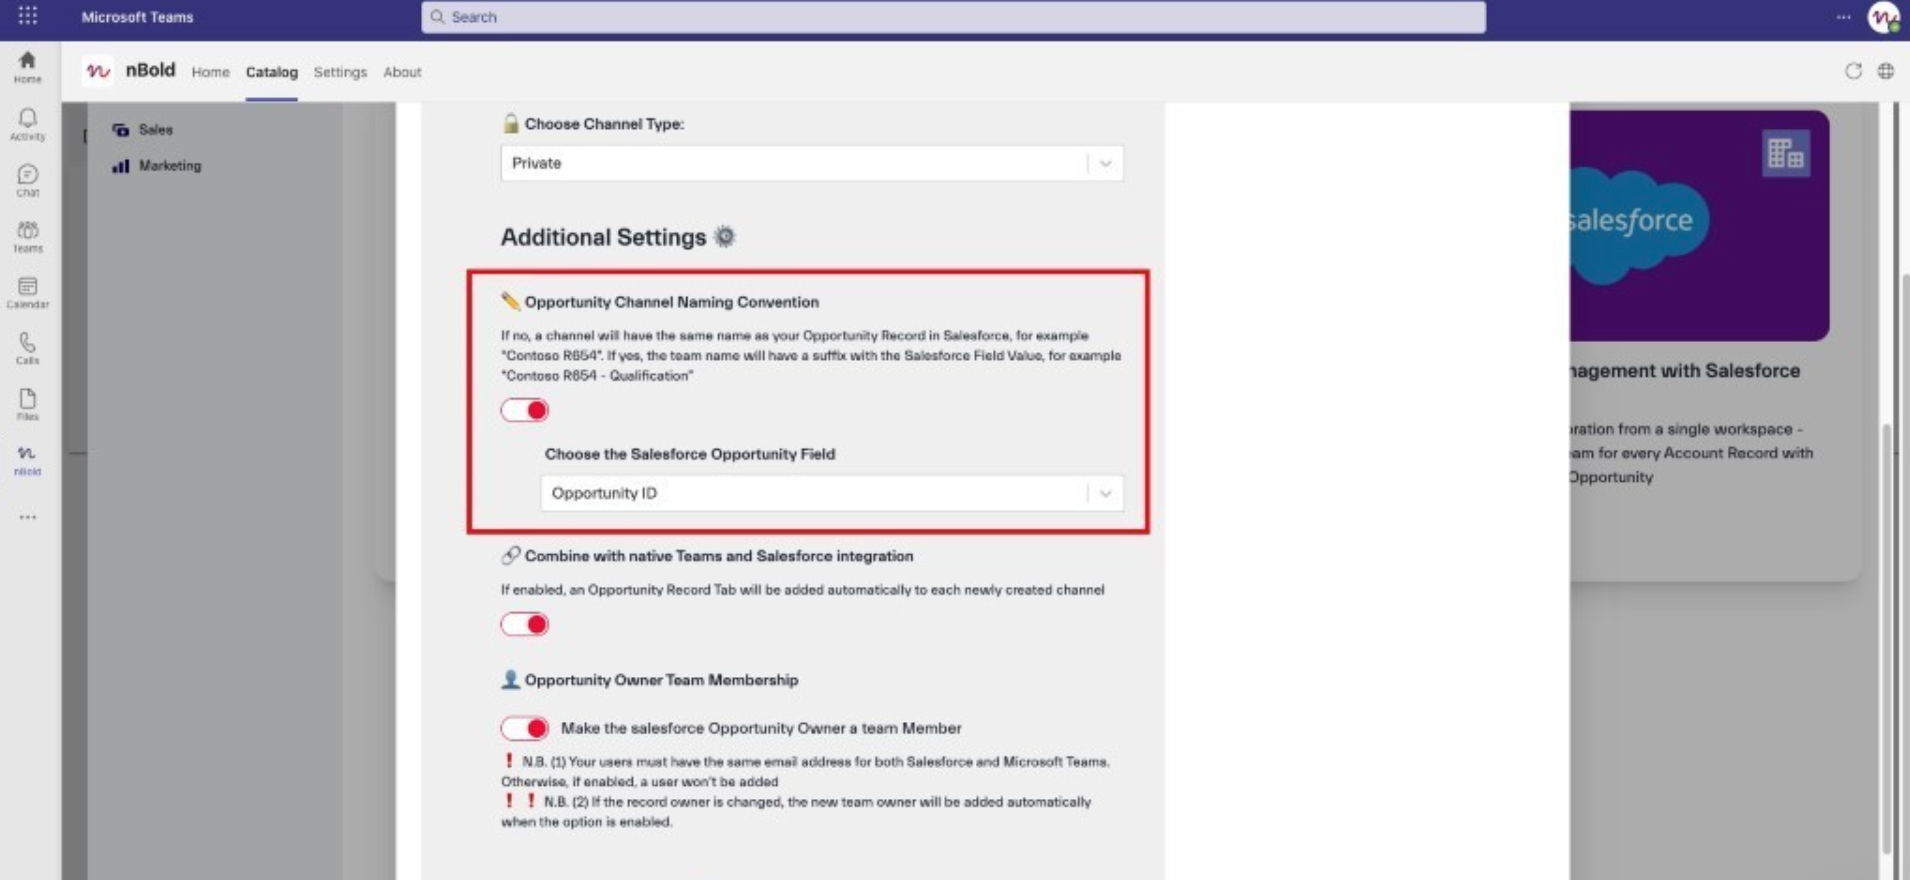 Microsoft Teams
Search
Home
nBold
Home
Catalog
Settings
About
Activity
Chat
Teams
Calendar
Calls
Files
nBold
Sales
Marketing
Choose Channel Type:
Private
Additional Settings
Opportunity Channel Naming Convention
If no, a channel will have the same name as your Opportunity Record in Salesforce, for example
"Contoso R654". If yes, the team name will have a suffix with the Salesforce Field Value, for example
"Contoso R654 - Qualification"
Choose the Salesforce Opportunity Field
Opportunity ID
Combine with native Teams and Salesforce integration
If enabled, an Opportunity Record Tab will be added automatically to each newly created channel
Opportunity Owner Team Membership
Make the salesforce Opportunity Owner a team Member
❗ N.B. (1) Your users must have the same email address for both Salesforce and Microsoft Teams.
Otherwise, if enabled, a user won't be added
❗ ❗ N.B. (2) If the record owner is changed, the new team owner will be added automatically
when the option is enabled.
salesforce
nagement with Salesforce
oration from a single workspace -
am for every Account Record with
Opportunity